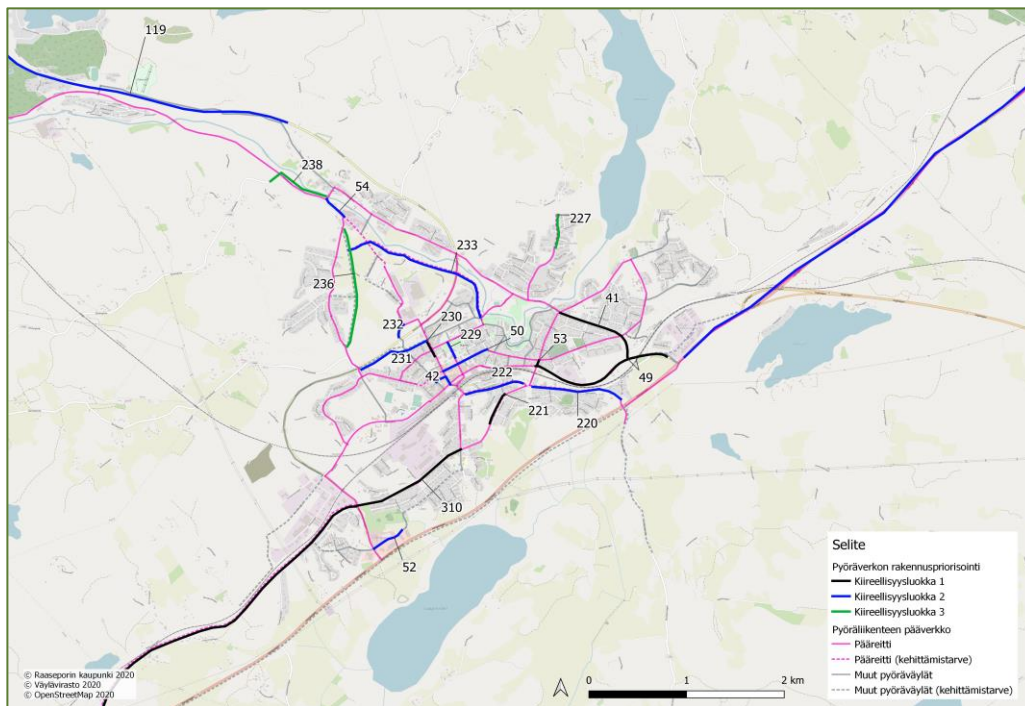 119
238
54
227
233
41
236
232
230
229
50
53
231
42
222
49
221
220
310
52
Selite
Pyöräverkon rakennuspriorisointi
Kiireellisyysluokka 1
Kiireellisyysluokka 2
Kiireellisyysluokka 3
Pyöräliikenteen pääverkko
Pääreitti
Pääreitti (kehittämistarve)
Muut pyöräväylät
Muut pyöräväylät (kehittämistarve)
© Raaseporin kaupunki 2020
© Väylävirasto 2020
© OpenStreetMap 2020
0 1 2 km